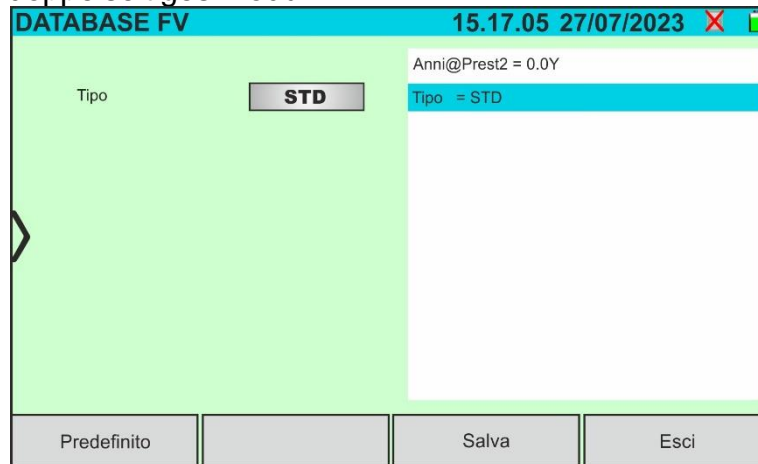 DATABASE FV 15.17.05 27/07/2023
Anni@Prest2 = 0.0Y
Tipo STD Tipo = STD
Predefinito Salva Esci